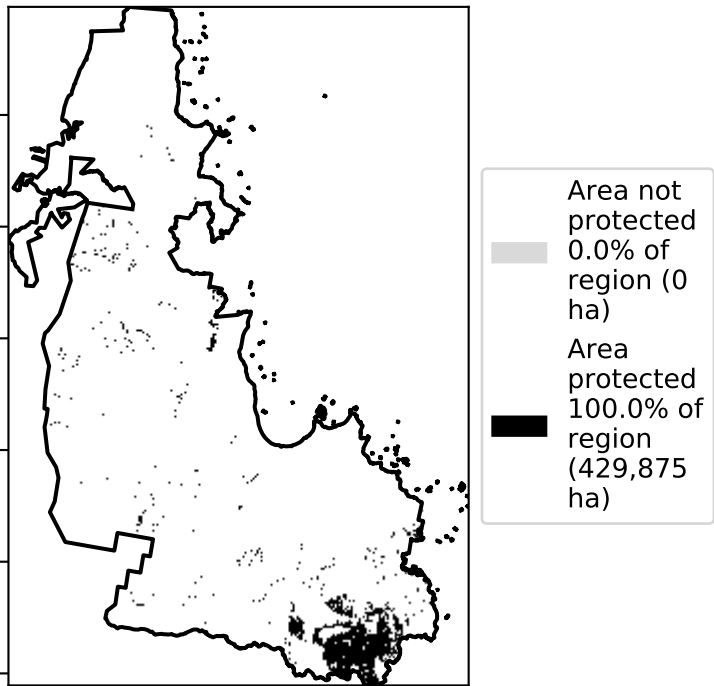 Area not
protected
0.0% of
region (0
ha)
Area
protected
100.0% of
region
(429,875
ha)